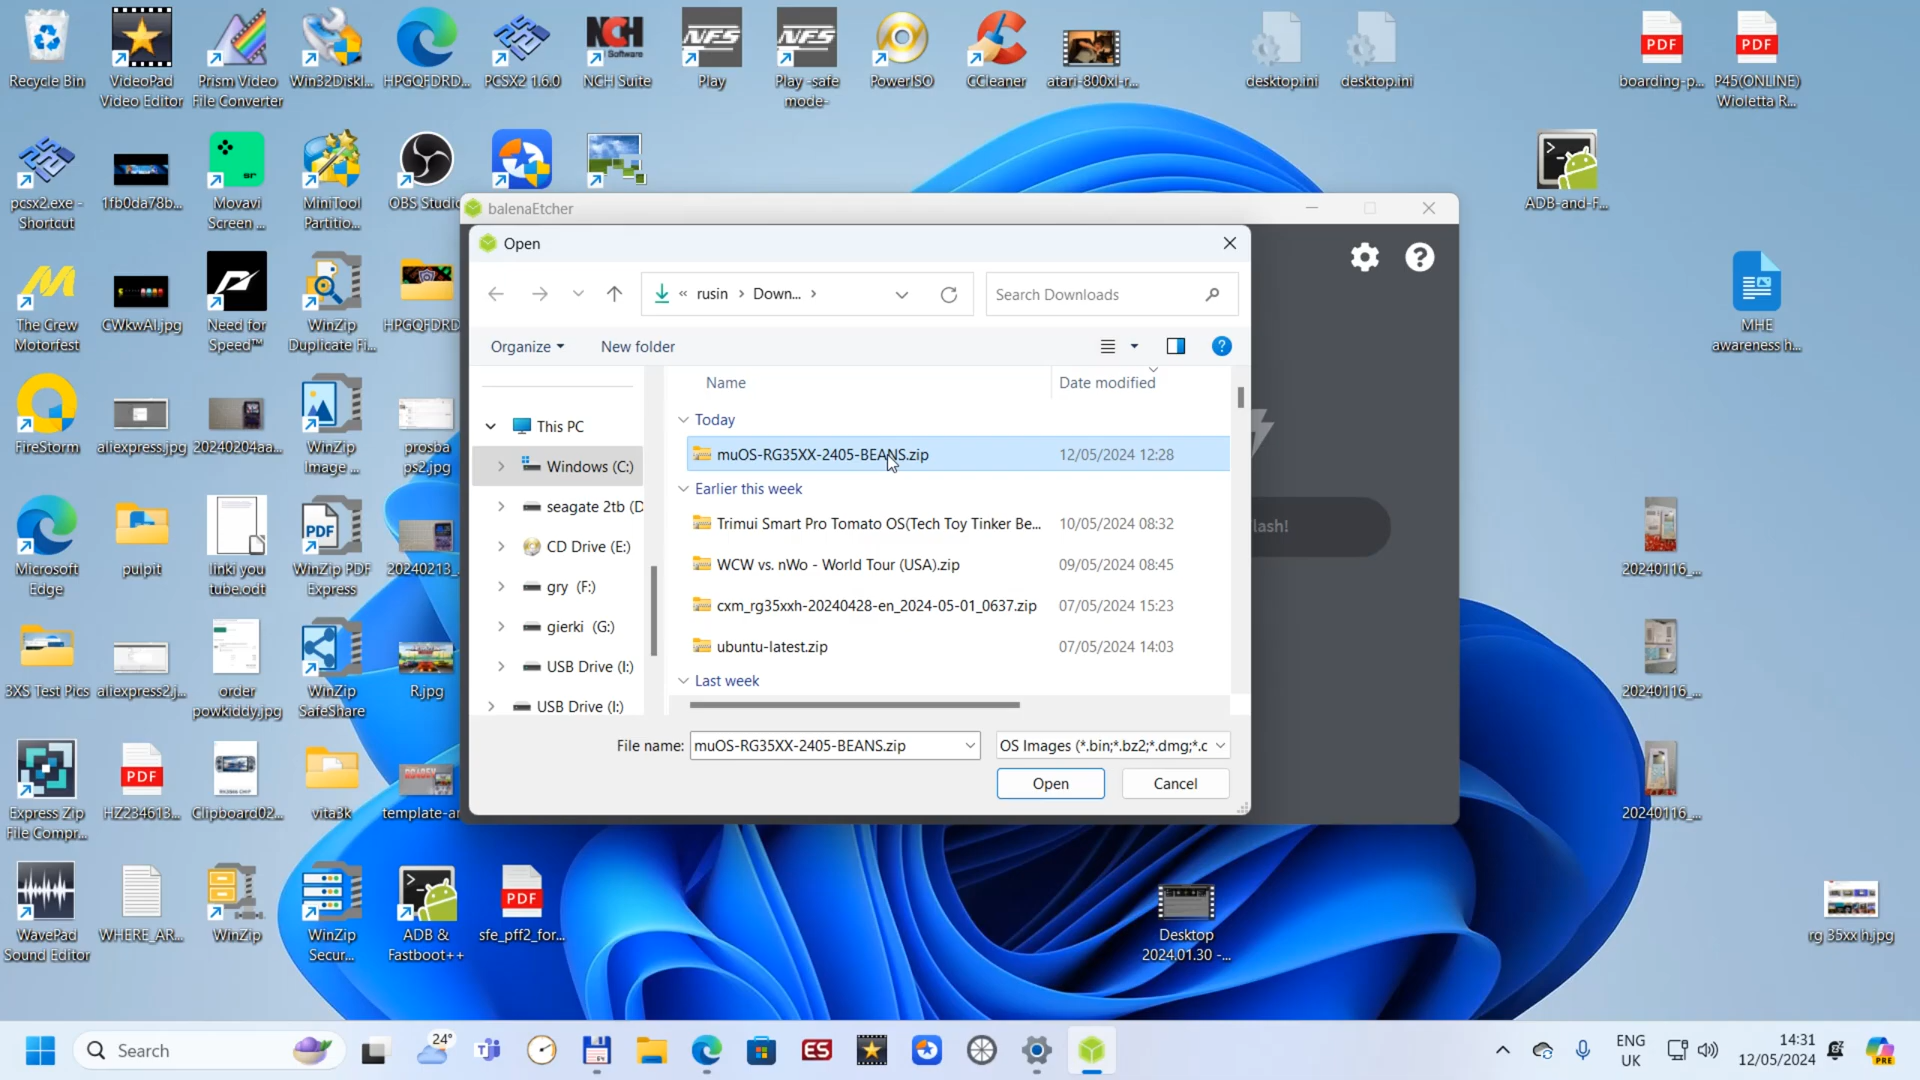 Recycle Bin
VideoPad
Video Editor
Prism Video
File Converter
Win32Diskl...
HPGQFDRD...
PCSX2 1.6.0
NCH Software
NCH Suite
NFS
Play
NFS
Play -safe
mode-
PowerISO
CCleaner
atari-800xl-r...
desktop.ini
desktop.ini
PDF
boarding-p...
PDF
P45(ONLINE)
Wioletta R...
pcsx2.exe -
Shortcut
1fb0da78b...
sr
Movavi
Screen ...
MiniTool
Partitio...
OBS Studio
ADB-and-F...
The Crew
Motorfest
CWkwAI.jpg
Need for
Speed™
WinZip
Duplicate Fi...
HPGQFDRD
MHE
awareness h...
FireStorm
aliexpress.jpg
20240204aa...
WinZip
Image ...
prosba
ps2.jpg
Microsoft
Edge
pulpit
linki you
tube.odt
PDF
WinZip PDF
Express
20240213_
20240116_...
3XS Test Pics
aliexpress2.j...
order
powkiddy.jpg
WinZip
SafeShare
R.jpg
20240116_...
Express Zip
File Compr...
PDF
HZ234613...
Clipboard02...
vita3k
template-ar
20240116_...
WavePad
Sound Editor
WHERE_AR...
WinZip
WinZip
Secur...
ADB &
Fastboot++
PDF
sfe_pff2_for...
Desktop
2024.01.30 -...
rg 35xx h.jpg
balenaEtcher
Open
« rusin > Down... >
Search Downloads
Organize
New folder
Name
Date modified
This PC
Windows (C:)
seagate 2tb (D
CD Drive (E:)
gry (F:)
gierki (G:)
USB Drive (I:)
USB Drive (I:)
Today
muOS-RG35XX-2405-BEANS.zip 12/05/2024 12:28
Earlier this week
Trimui Smart Pro Tomato OS(Tech Toy Tinker Be... 10/05/2024 08:32
WCW vs. nWo - World Tour (USA).zip 09/05/2024 08:45
cxm_rg35xxh-20240428-en_2024-05-01_0637.zip 07/05/2024 15:23
ubuntu-latest.zip 07/05/2024 14:03
Last week
lash!
File name: muOS-RG35XX-2405-BEANS.zip
OS Images (*.bin;*.bz2;*.dmg;*.c
Open
Cancel
Search
24°
ES
ENG
UK
14:31
12/05/2024
PRE